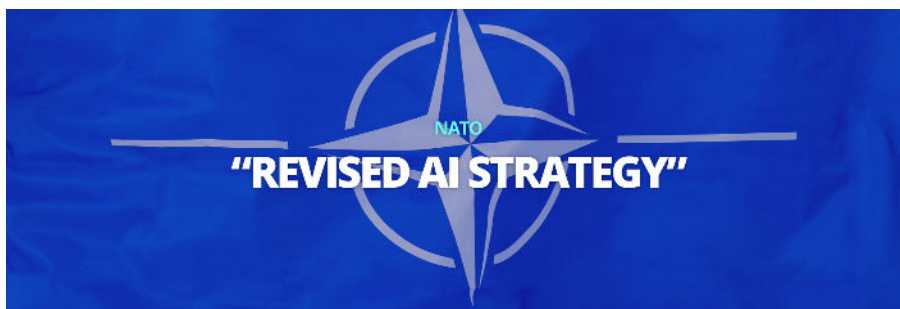 NATO
“REVISED AI STRATEGY”